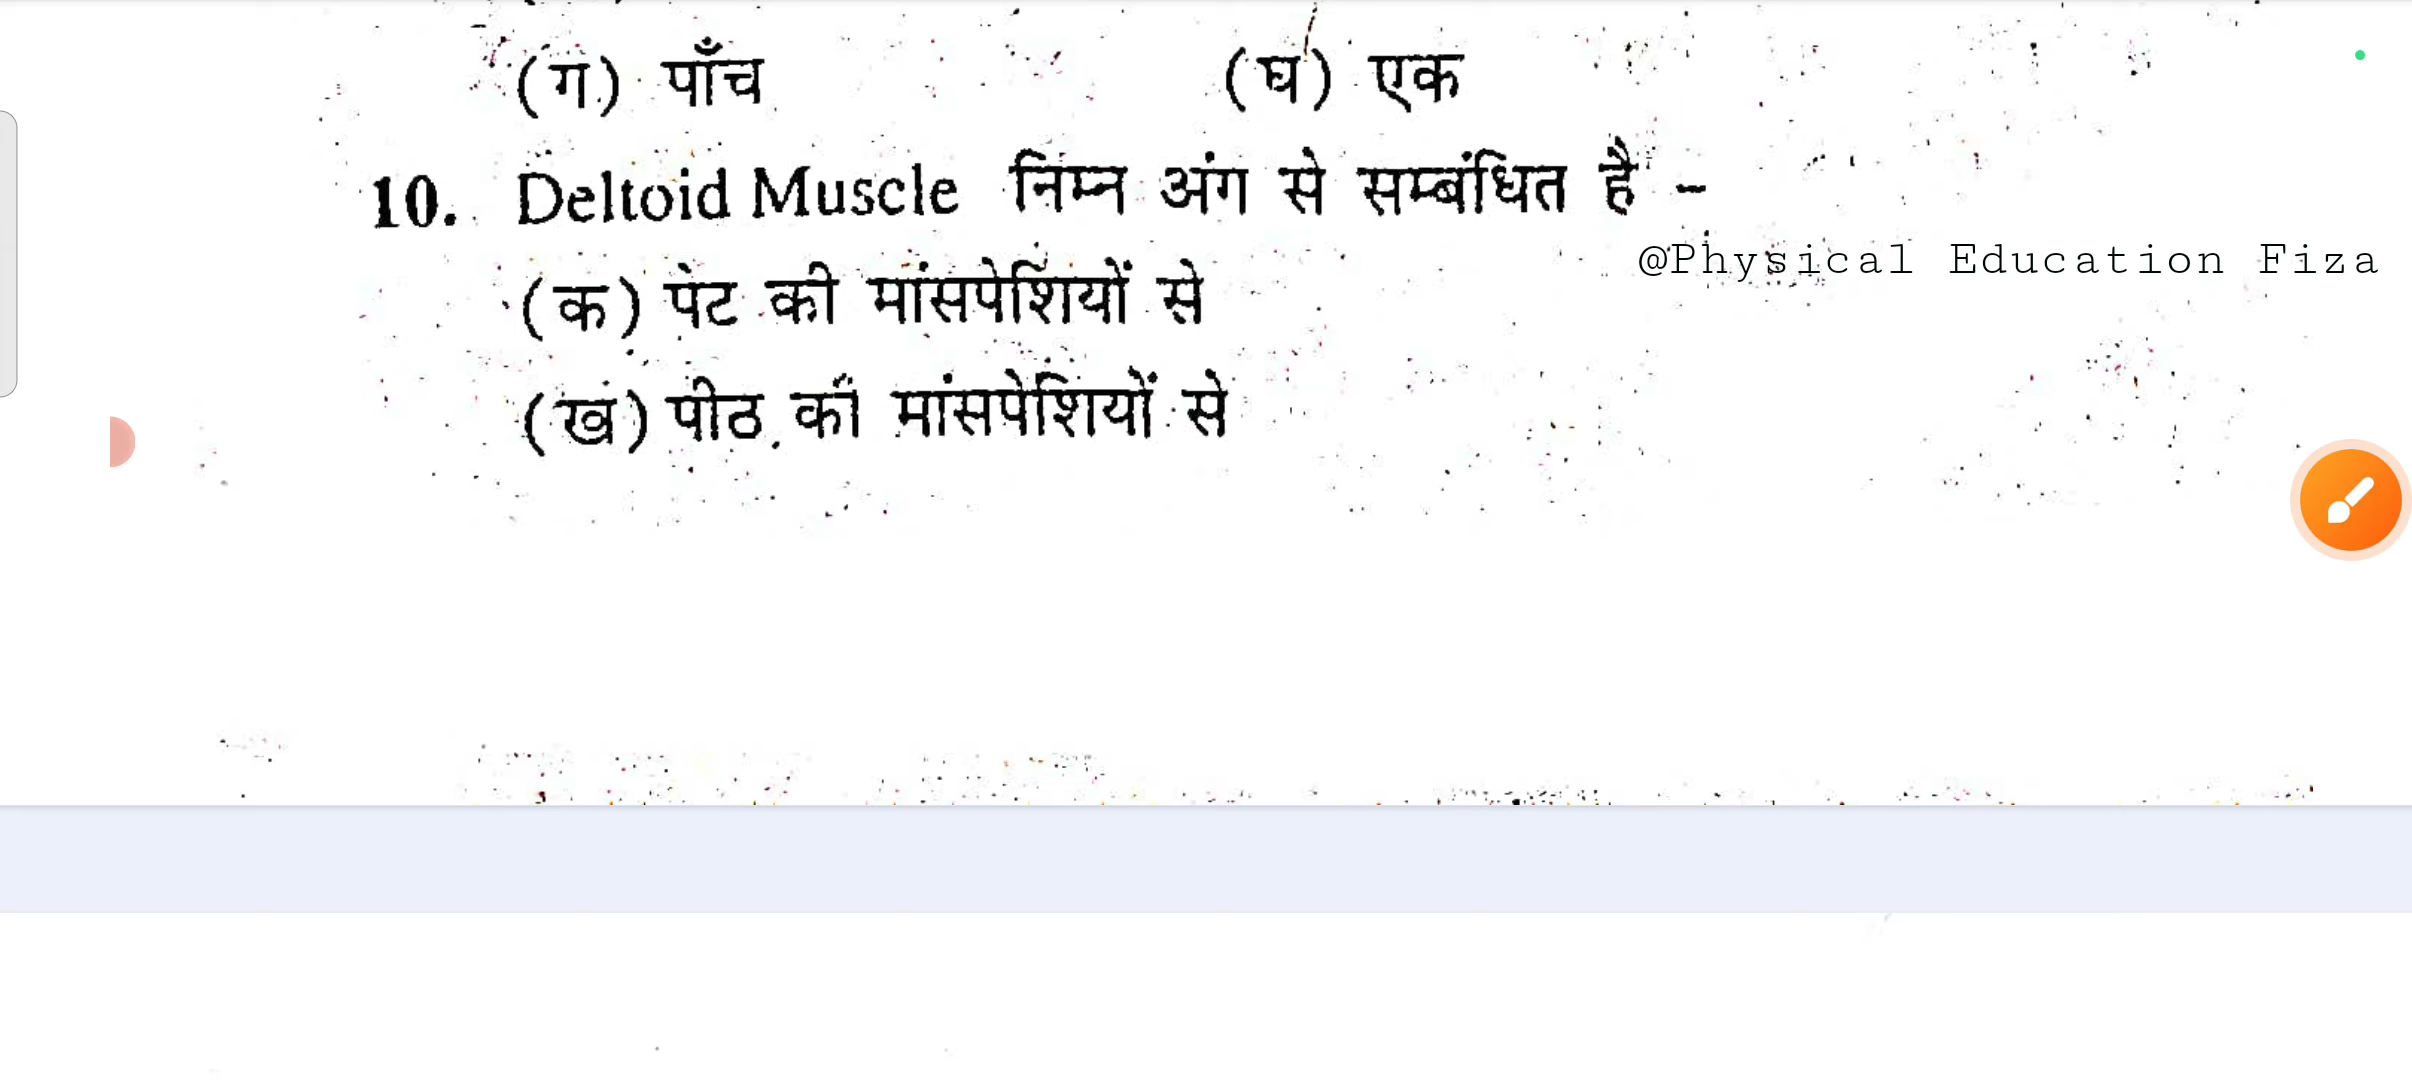 (ग) पाँच (घ) एक
10. Deltoid Muscle निम्न अंग से सम्बंधित है -
@Physical Education Fiza
(क) पेट की मांसपेशियों से
(ख) पीठ की मांसपेशियों से